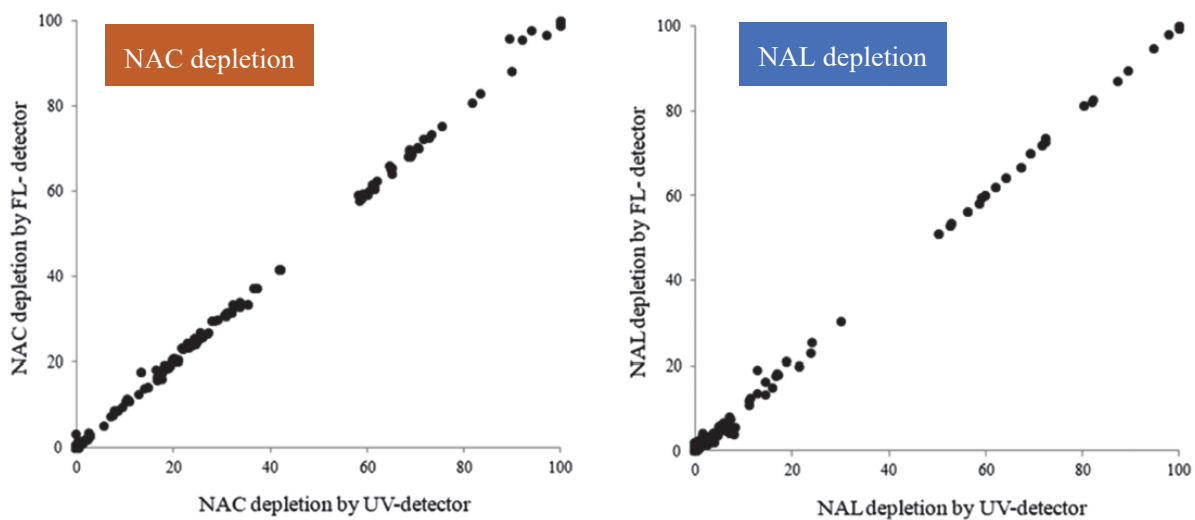 NAC depletion
100
80
60
40
20
0
0 20 40 60 80 100
NAC depletion by FL- detector
NAC depletion by UV-detector
NAL depletion
100
80
60
40
20
0
0 20 40 60 80 100
NAL depletion by FL- detector
NAL depletion by UV-detector